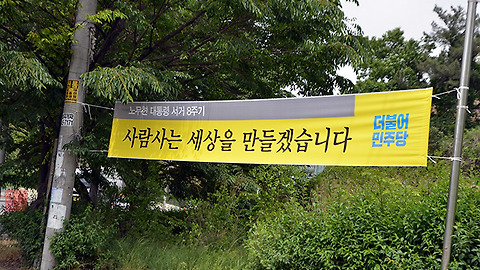 노무현 대통령 서거 8주기
사람사는 세상을 만들겠습니다
더불어
민주당